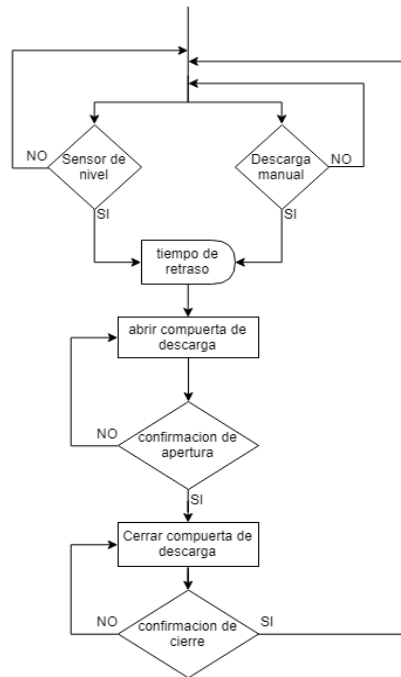 NO
Sensor de
nivel
Descarga
manual
NO
SI
SI
tiempo de
retraso
abrir compuerta de
descarga
NO
confirmacion de
apertura
SI
Cerrar compuerta de
descarga
NO
confirmacion de
cierre
SI